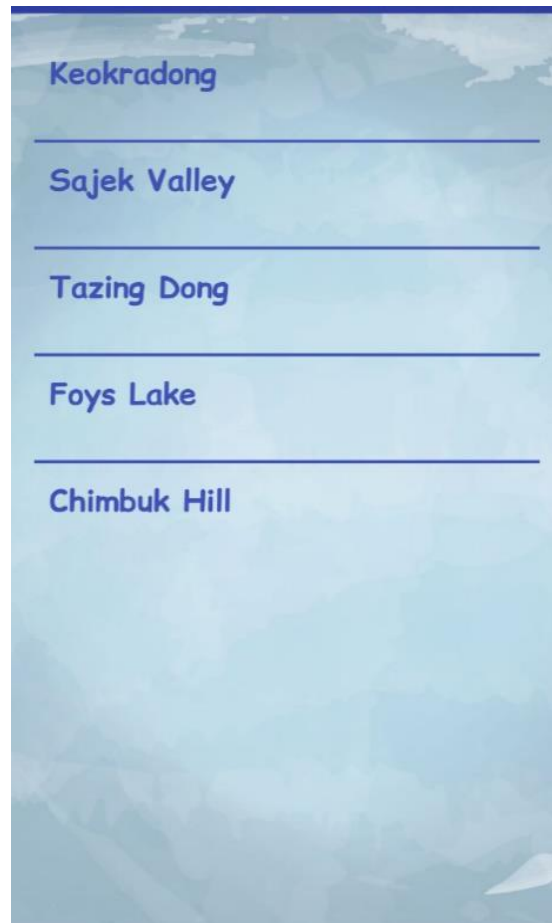 Keokradong
Sajek Valley
Tazing Dong
Foys Lake
Chimbuk Hill